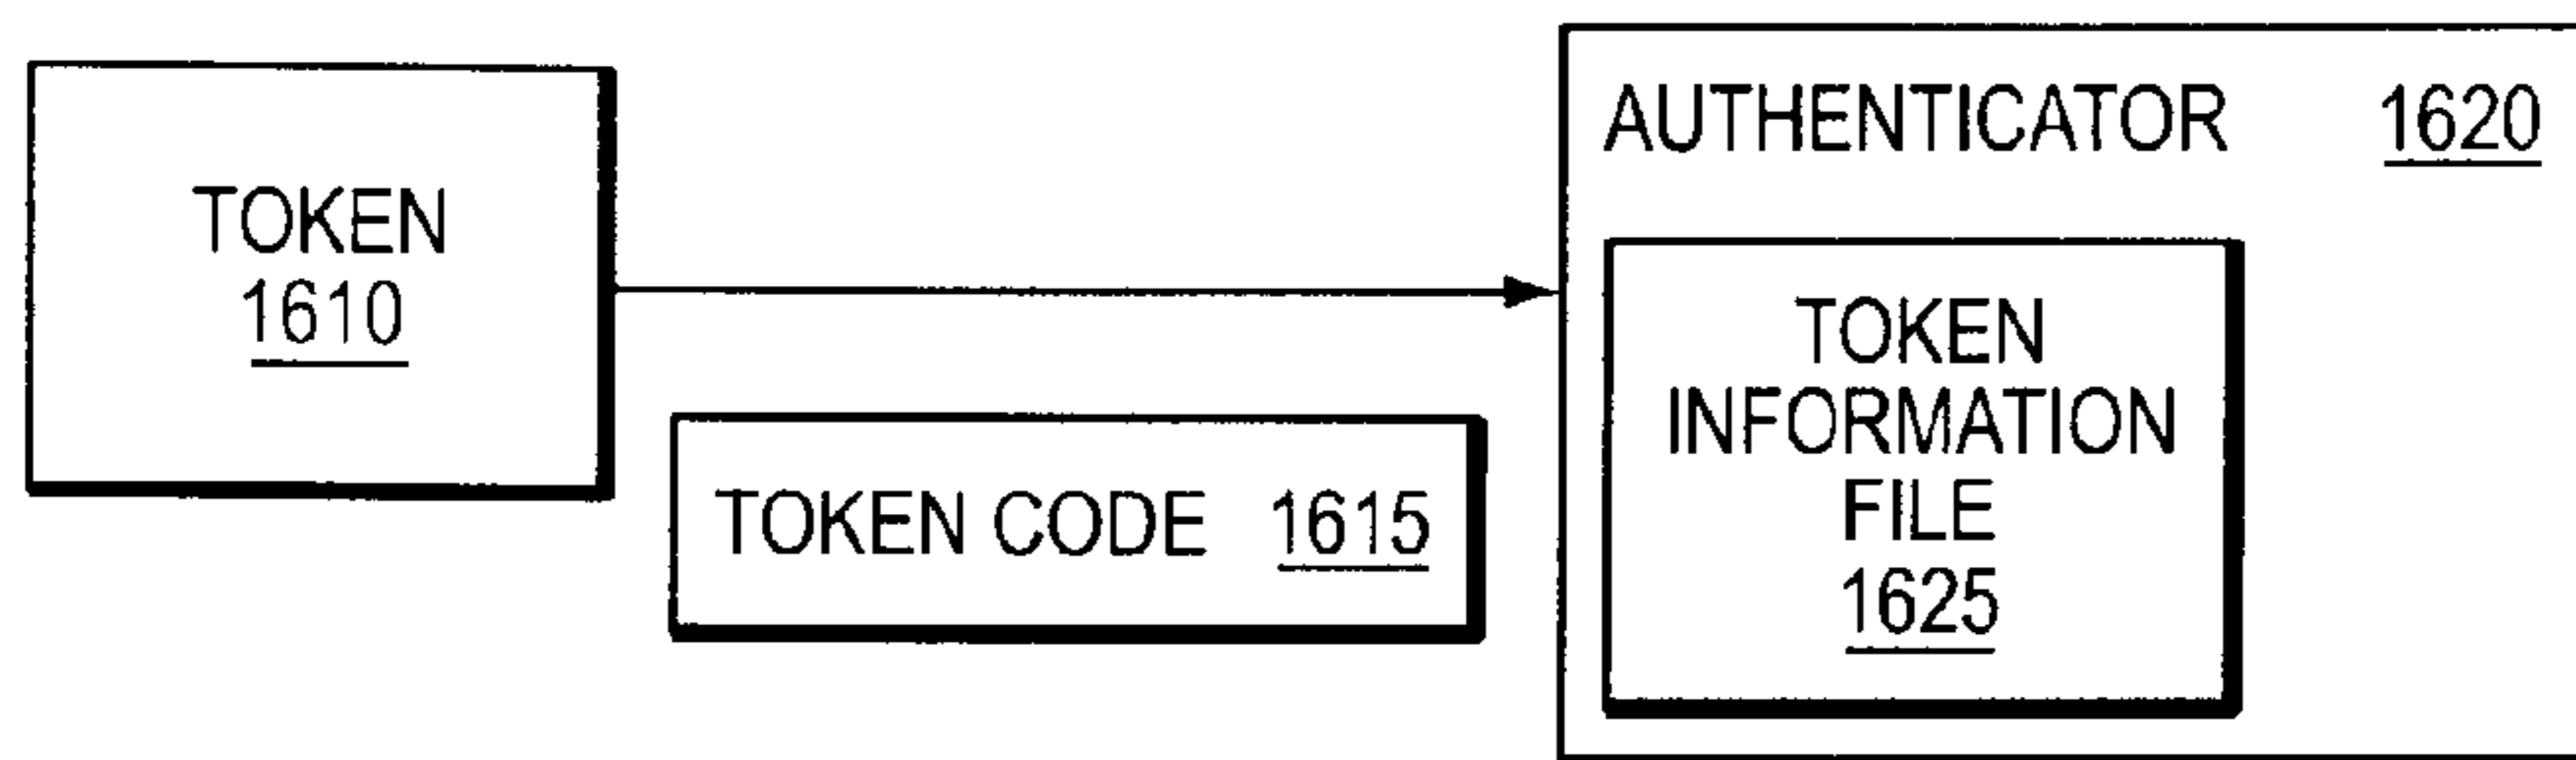 TOKEN
1610
TOKEN CODE 1615
AUTHENTICATOR 1620
TOKEN
INFORMATION
FILE
1625